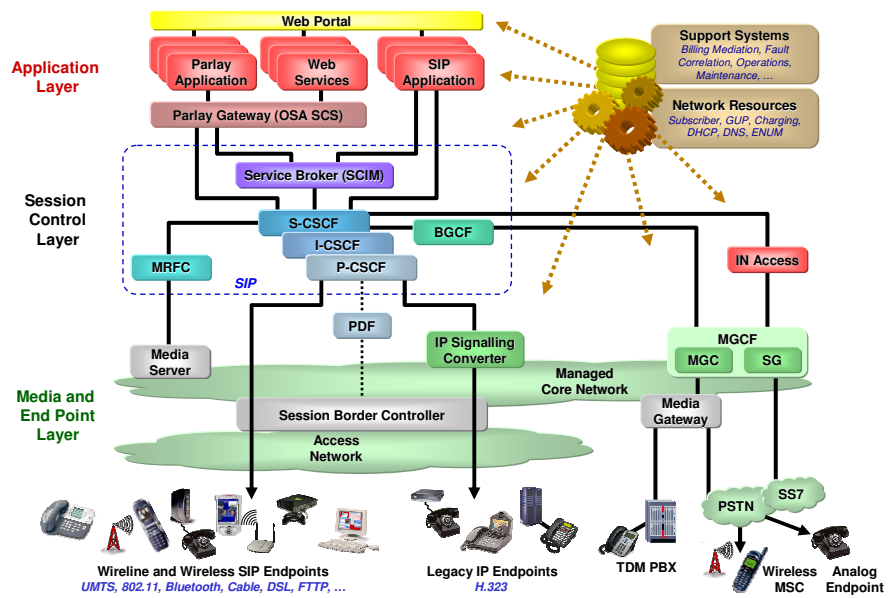 Web Portal
Application
Layer
Parlay
Application
Web
Services
SIP
Application
Support Systems
Billing Mediation, Fault
Correlation, Operations,
Maintenance, ...
Network Resources
Subscriber, GUP, Charging,
DHCP, DNS, ENUM
Parlay Gateway (OSA SCS)
Session
Control
Layer
Service Broker (SCIM)
S-CSCF
I-CSCF
P-CSCF
BGCF
MRFC
SIP
IN Access
PDF
IP Signalling
Converter
MGCF
MGC
SG
Media
Server
Managed
Core Network
Media and
End Point
Layer
Session Border Controller
Media
Gateway
Access
Network
PSTN
SS7
Wireline and Wireless SIP Endpoints
UMTS, 802.11, Bluetooth, Cable, DSL, FTTP, ...
Legacy IP Endpoints
H.323
TDM PBX
Wireless
MSC
Analog
Endpoint